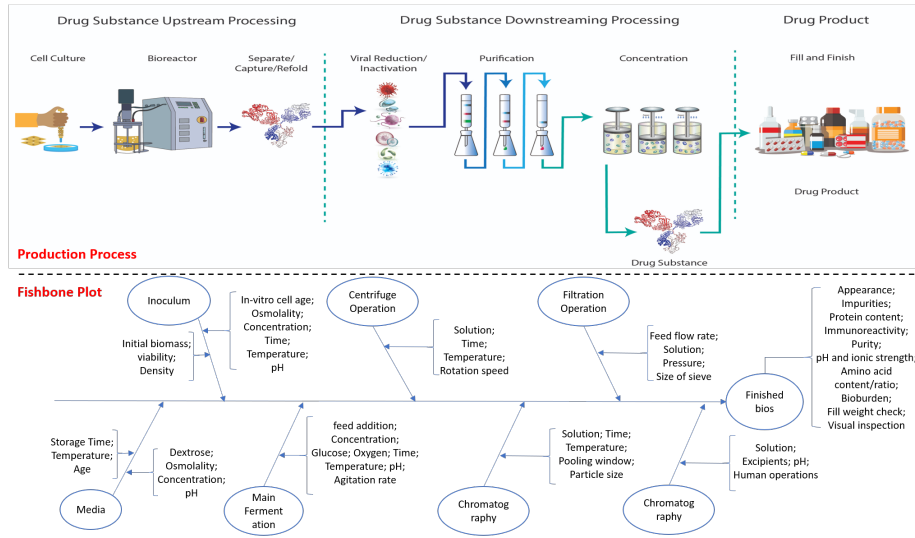 Drug Substance Upstream Processing
Drug Substance Downstreaming Processing
Drug Product
Cell Culture
Bioreactor
Separate/
Capture/Refold
Viral Reduction/
Inactivation
Purification
Concentration
Fill and Finish
Drug Product
Drug Substance
Production Process
Fishbone Plot
Inoculum
In-vitro cell age;
Osmolality;
Concentration;
Time;
Temperature;
pH
Initial biomass;
viability;
Density
Centrifuge
Operation
Solution;
Time;
Temperature;
Rotation speed
Filtration
Operation
Feed flow rate;
Solution;
Pressure;
Size of sieve
Appearance;
Impurities;
Protein content;
Immunoreactivity;
Purity;
pH and ionic strength;
Amino acid
content/ratio;
Bioburden;
Fill weight check;
Visual inspection
Finished
bios
Storage Time;
Temperature;
Age
Dextrose;
Osmolality;
Concentration;
pH
Media
feed addition;
Concentration;
Glucose; Oxygen; Time;
Temperature; pH;
Agitation rate
Main
Ferment
ation
Solution; Time;
Temperature;
Pooling window;
Particle size
Chromatog
raphy
Solution;
Excipients; pH;
Human operations
Chromatog
raphy